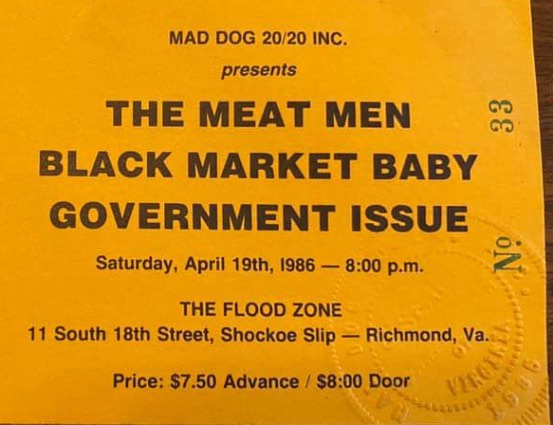 MAD DOG 20/20 INC.
presents
THE MEAT MEN
BLACK MARKET BABY
GOVERNMENT ISSUE
Saturday, April 19th, 1986 — 8:00 p.m.
THE FLOOD ZONE
11 South 18th Street, Shockoe Slip — Richmond, Va.
Price: $7.50 Advance / $8:00 Door
Nº 33
VIRGINIA
1986